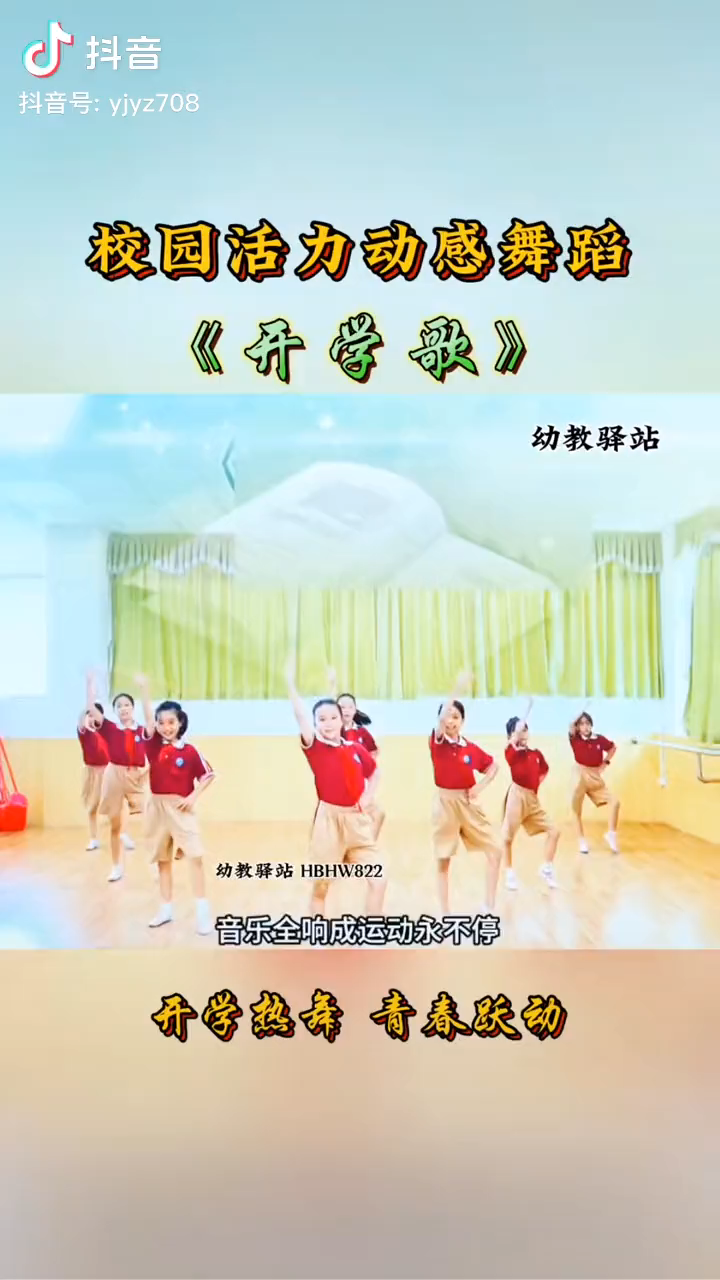 抖音
抖音号: yjyz708
校园活力动感舞蹈
《开学歌》
幼教驿站
幼教驿站 HBHW822
音乐全响成运动永不停
开学热舞 青春跃动